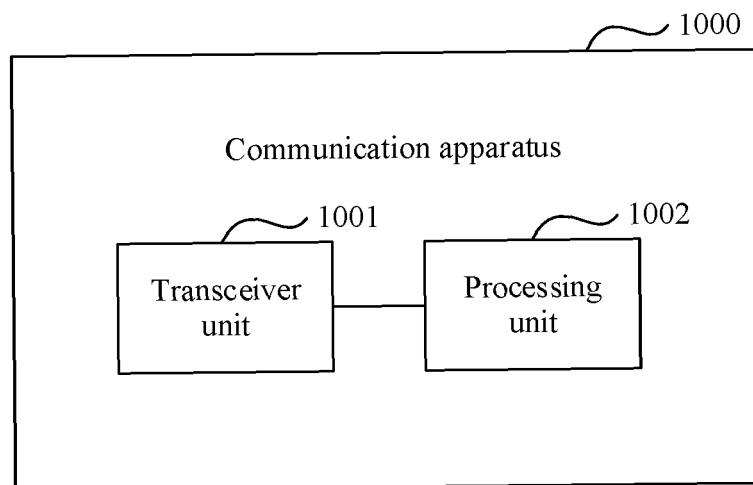 1000
Communication apparatus
1001
1002
Transceiver
unit
Processing
unit